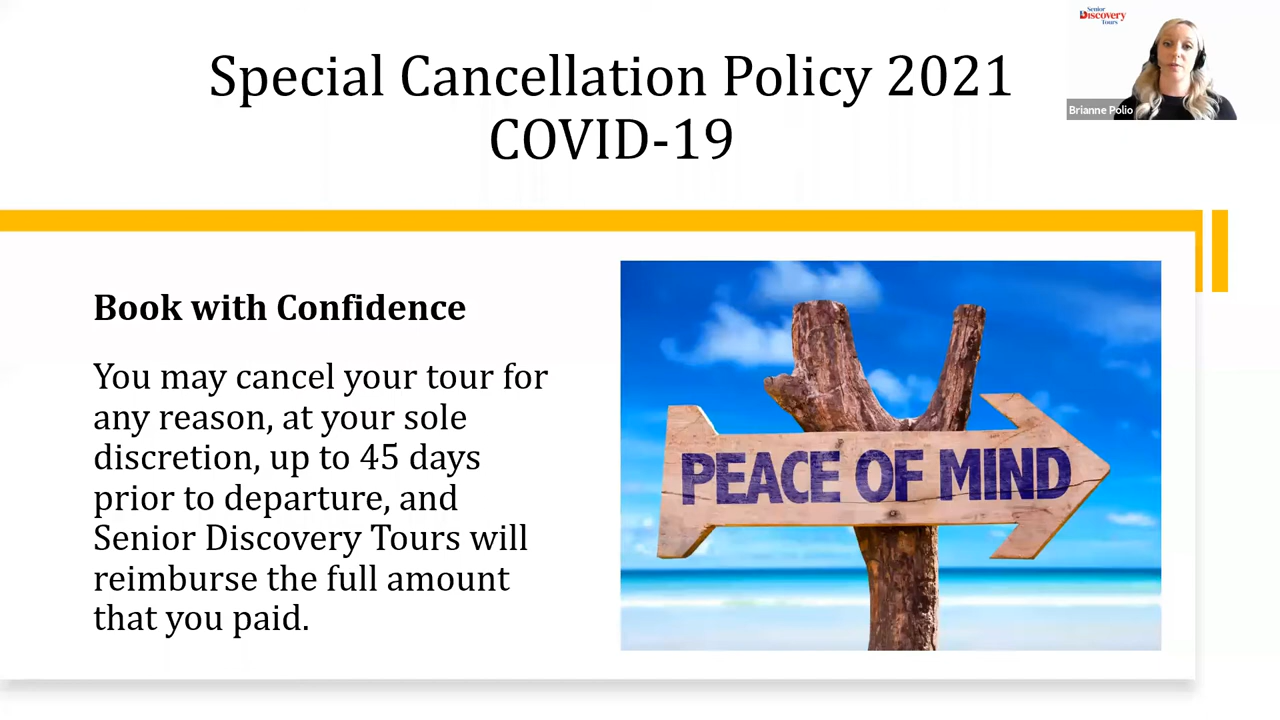 Special Cancellation Policy 2021
COVID-19
Senior
Discovery
Tours
Brianne Polio
Book with Confidence
You may cancel your tour for
any reason, at your sole
discretion, up to 45 days
prior to departure, and
Senior Discovery Tours will
reimburse the full amount
that you paid.
PEACE OF MIND